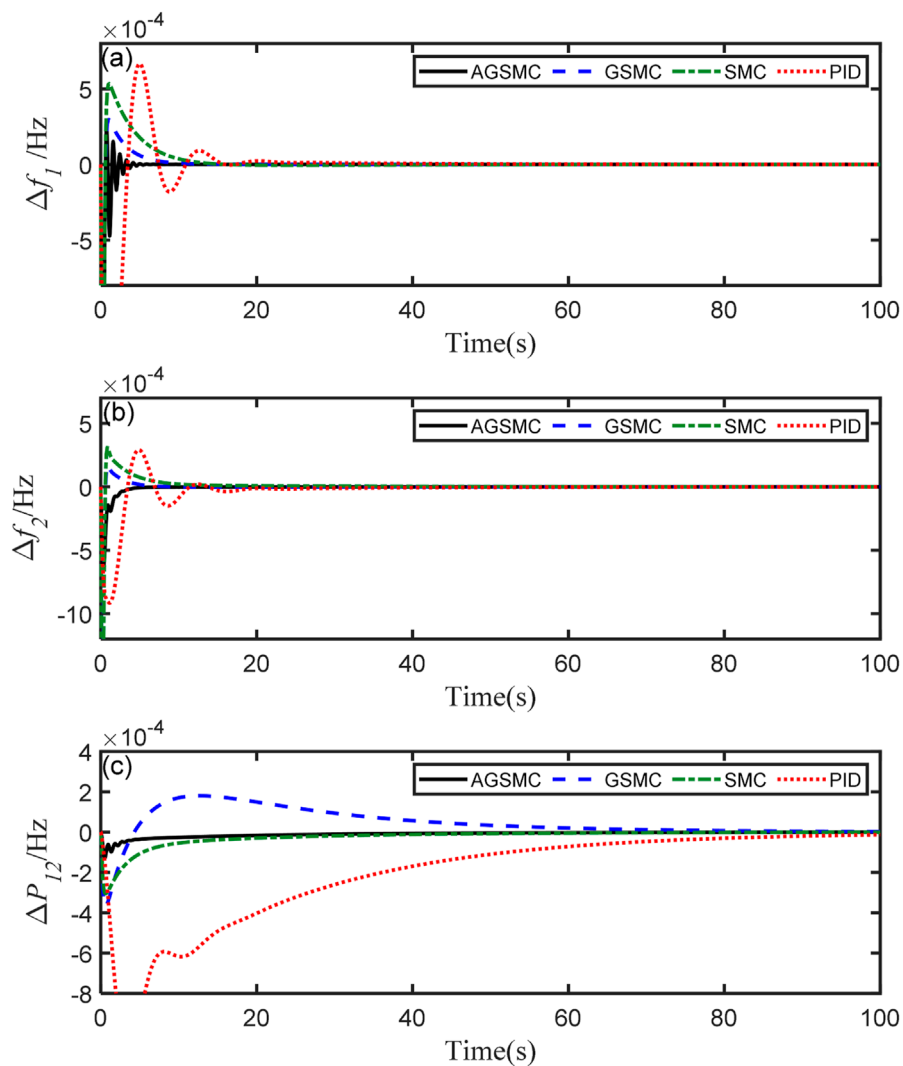 ×10⁻⁴
(a)
AGSMC GSMC SMC PID
5
0
-5
Δf₁/Hz
0 20 40 60 80 100
Time(s)
×10⁻⁴
(b)
AGSMC GSMC SMC PID
5
0
-5
-10
Δf₂/Hz
0 20 40 60 80 100
Time(s)
×10⁻⁴
(c)
AGSMC GSMC SMC PID
4
2
0
-2
-4
-6
-8
ΔP₁₂/Hz
0 20 40 60 80 100
Time(s)